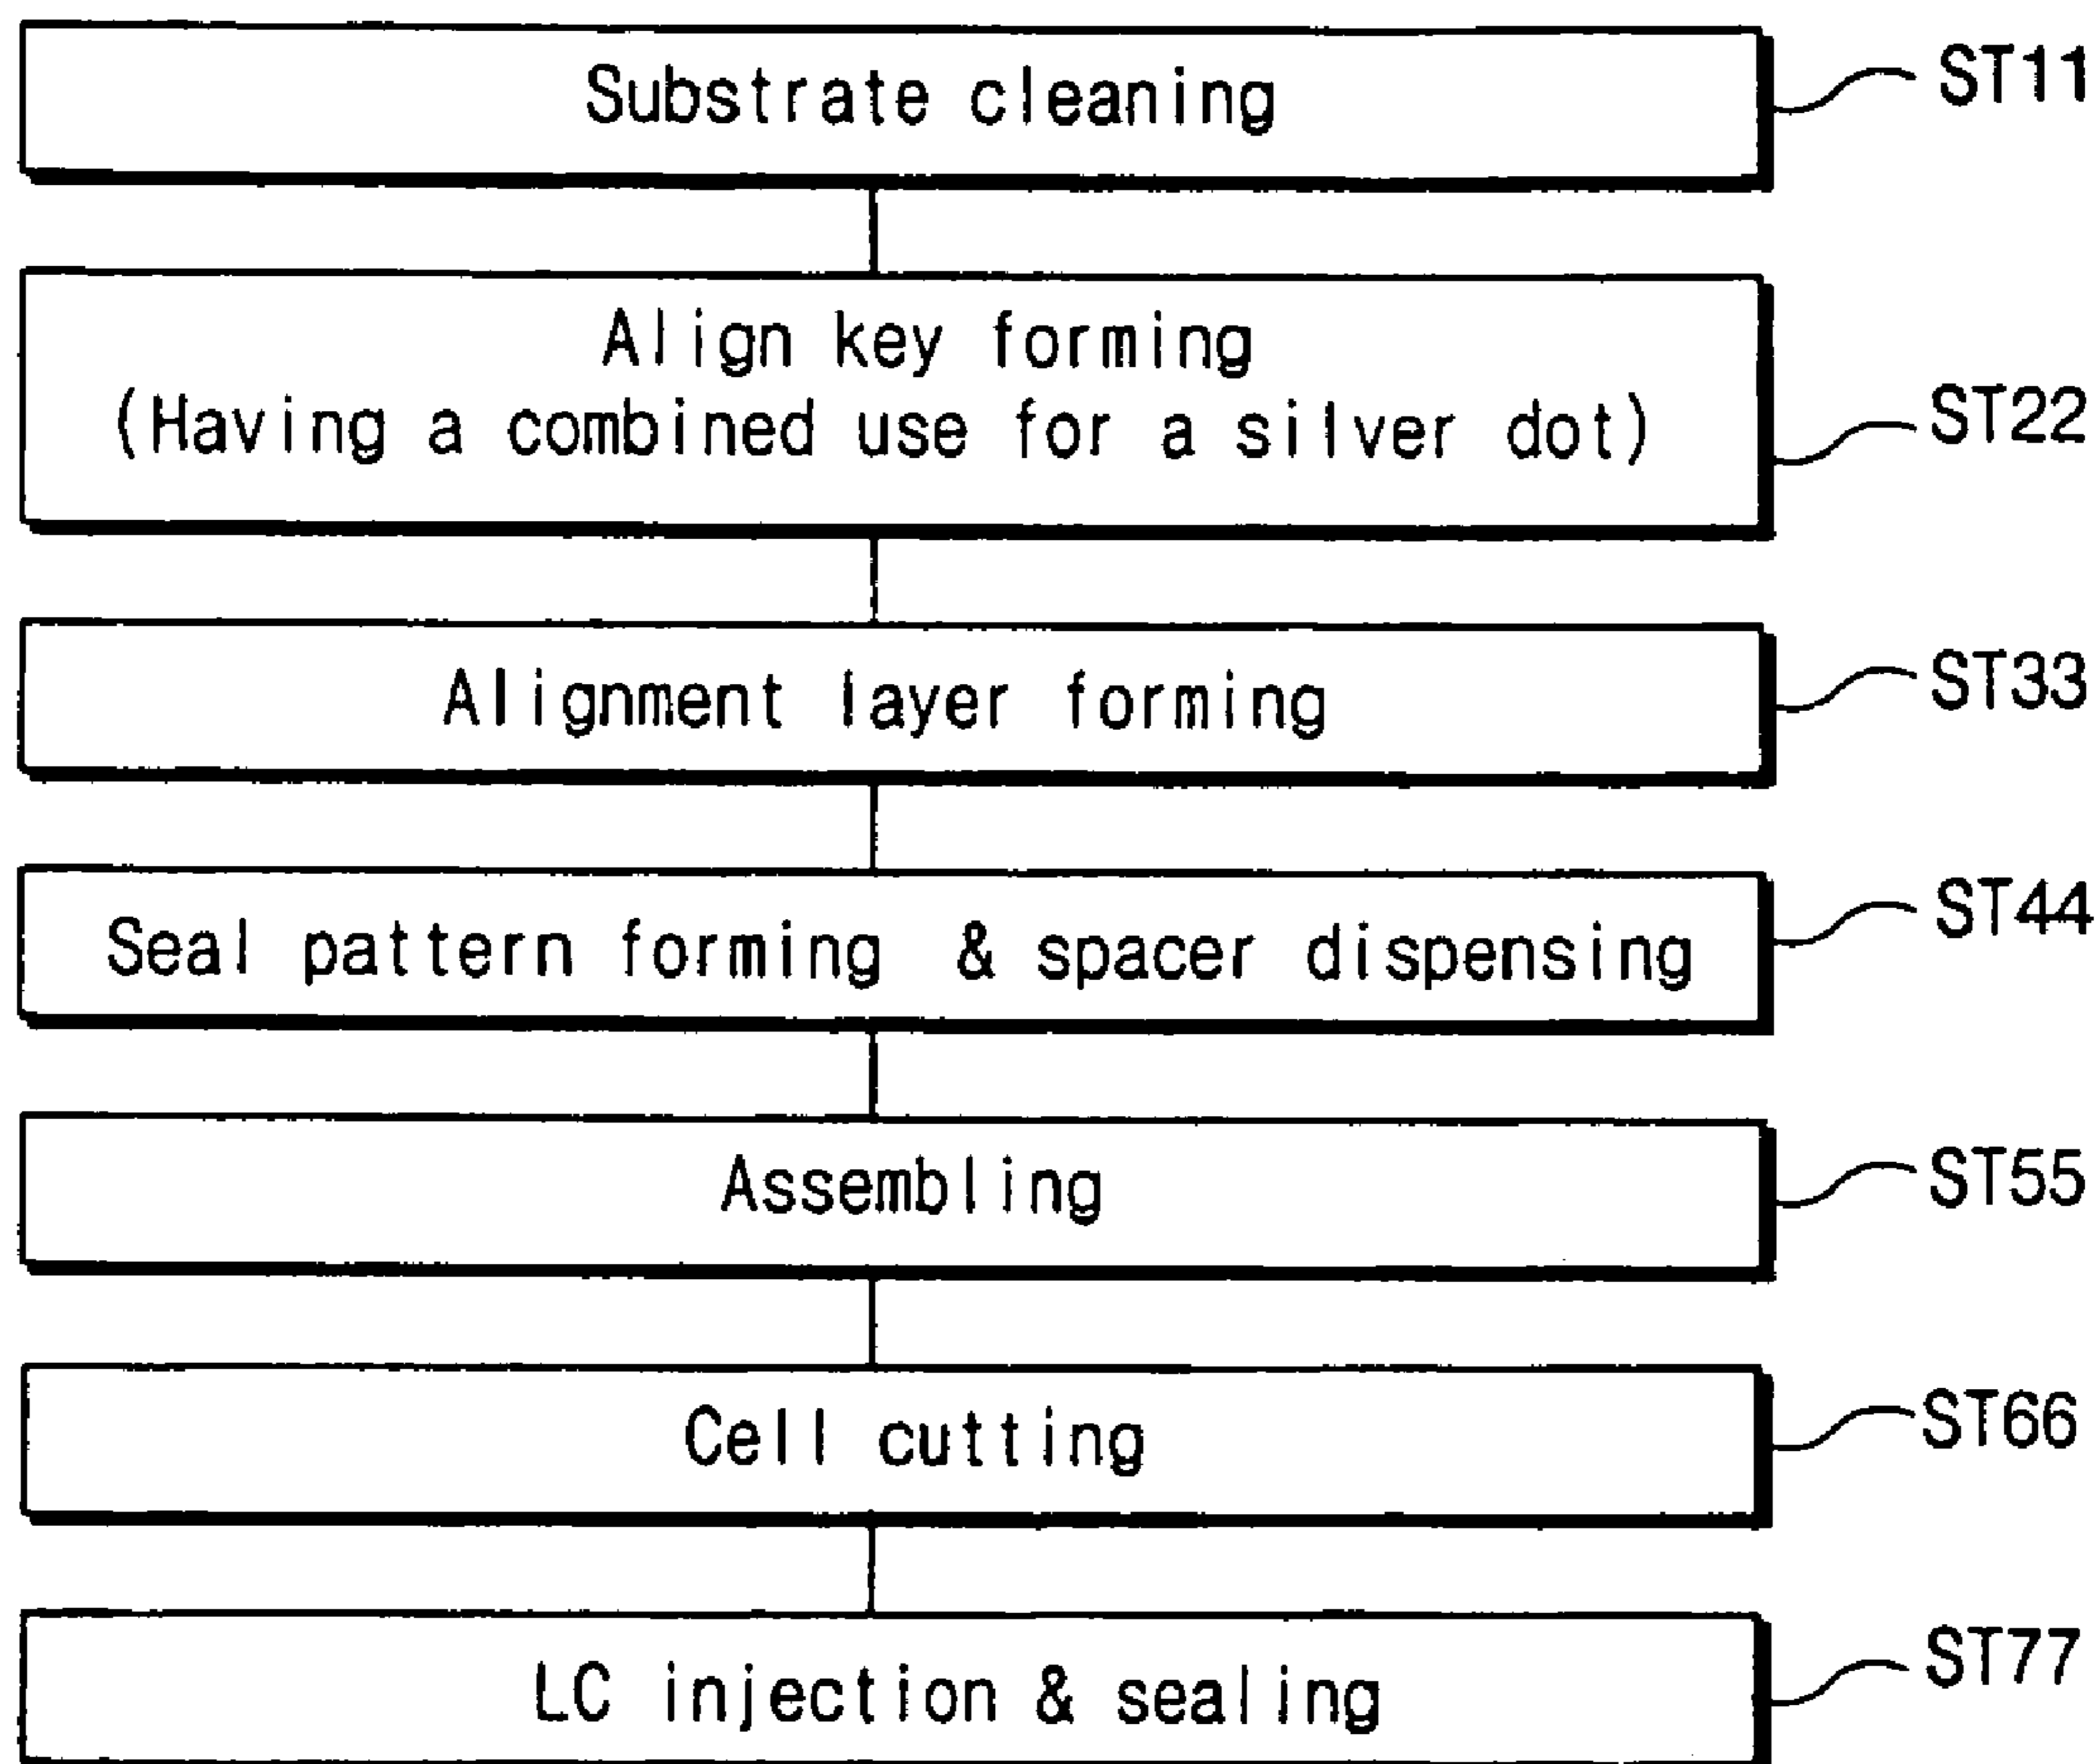 Substrate cleaning
ST11
Align key forming
(Having a combined use for a silver dot)
ST22
Alignment layer forming
ST33
Seal pattern forming & spacer dispensing
ST44
Assembling
ST55
Cell cutting
ST66
LC injection & sealing
ST77